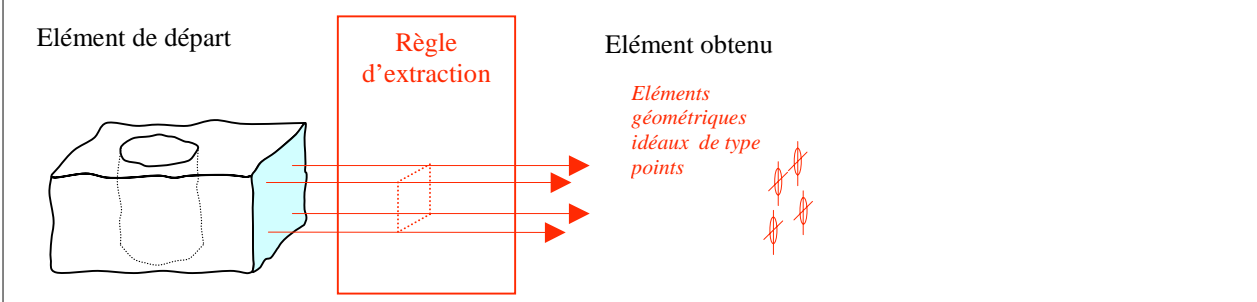 Elément de départ
Règle
d’extraction
Elément obtenu
Eléments
géométriques
idéaux de type
points